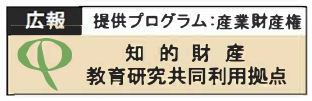 広報 提供プログラム:産業財産権
知的財産
教育研究共同利用拠点